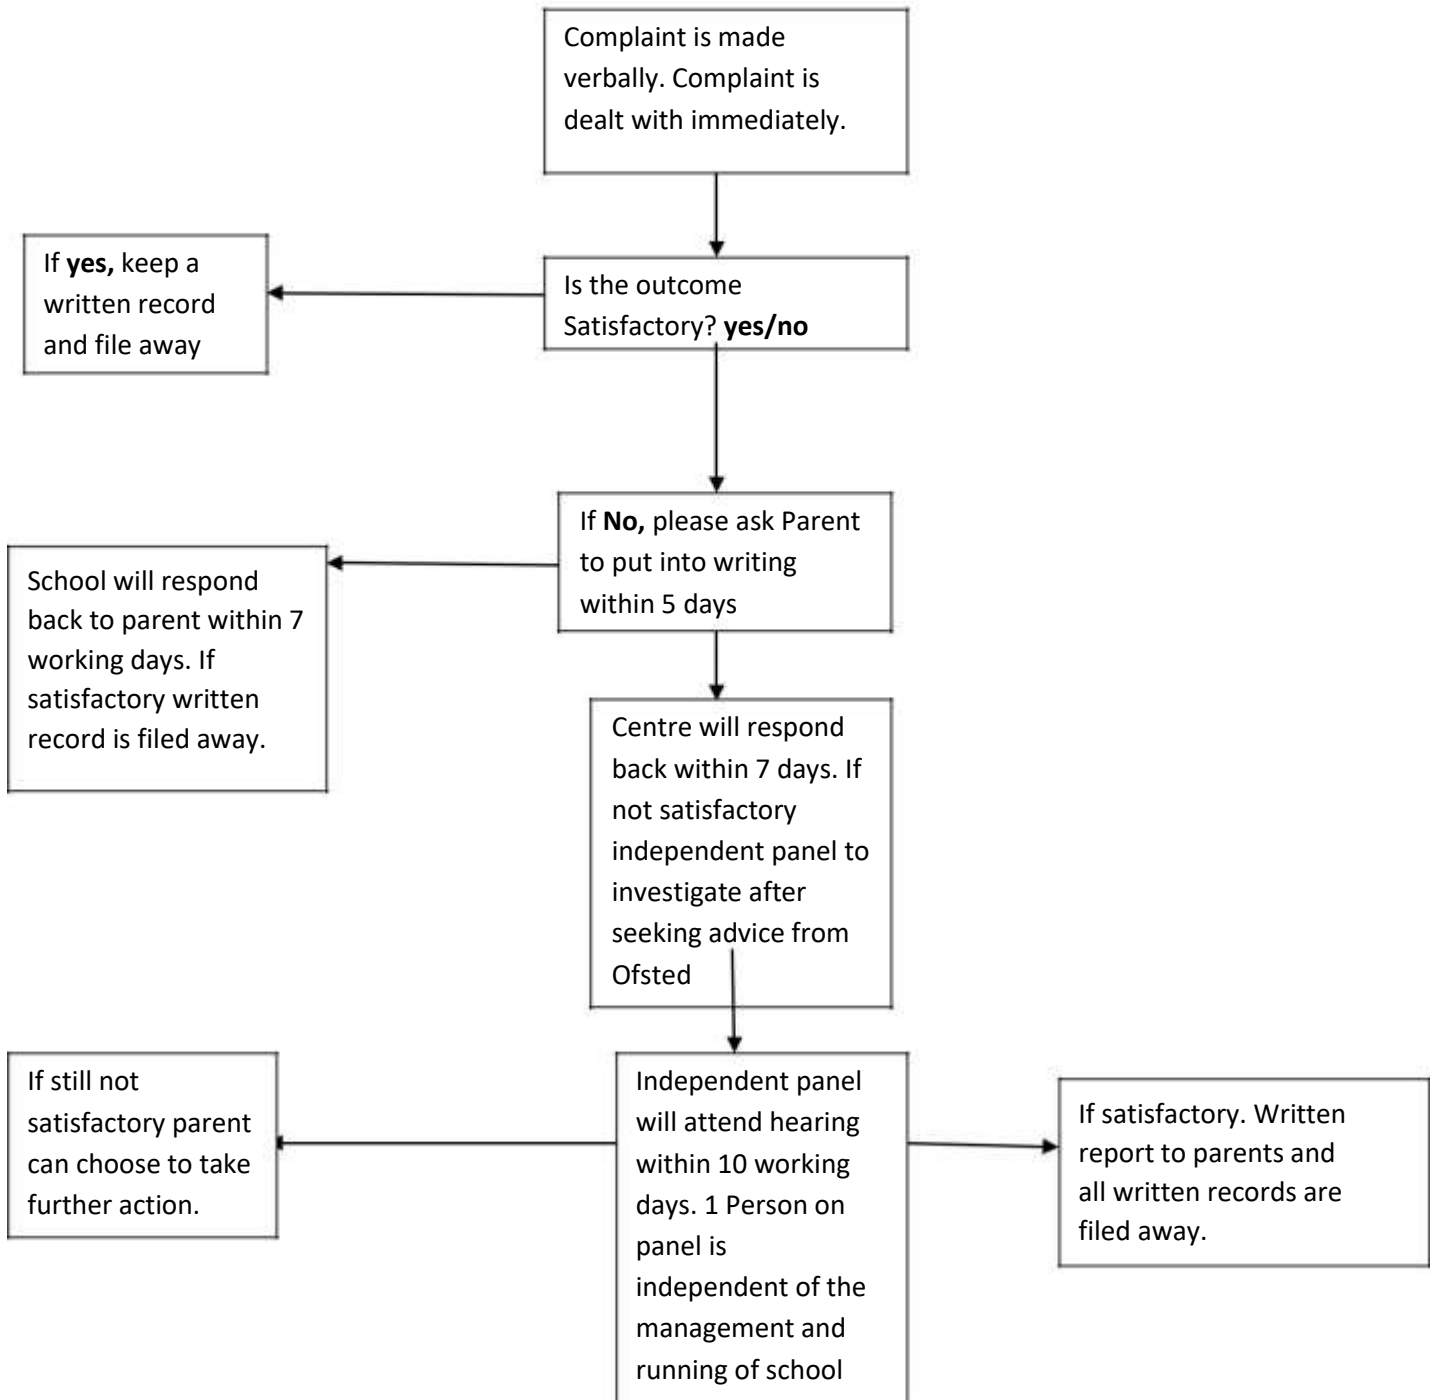 Complaint is made
verbally. Complaint is
dealt with immediately.
If yes, keep a
written record
and file away
Is the outcome
Satisfactory? yes/no
If No, please ask Parent
to put into writing
within 5 days
School will respond
back to parent within 7
working days. If
satisfactory written
record is filed away.
Centre will respond
back within 7 days. If
not satisfactory
independent panel to
investigate after
seeking advice from
Ofsted
If still not
satisfactory parent
can choose to take
further action.
Independent panel
will attend hearing
within 10 working
days. 1 Person on
panel is
independent of the
management and
running of school
If satisfactory. Written
report to parents and
all written records are
filed away.